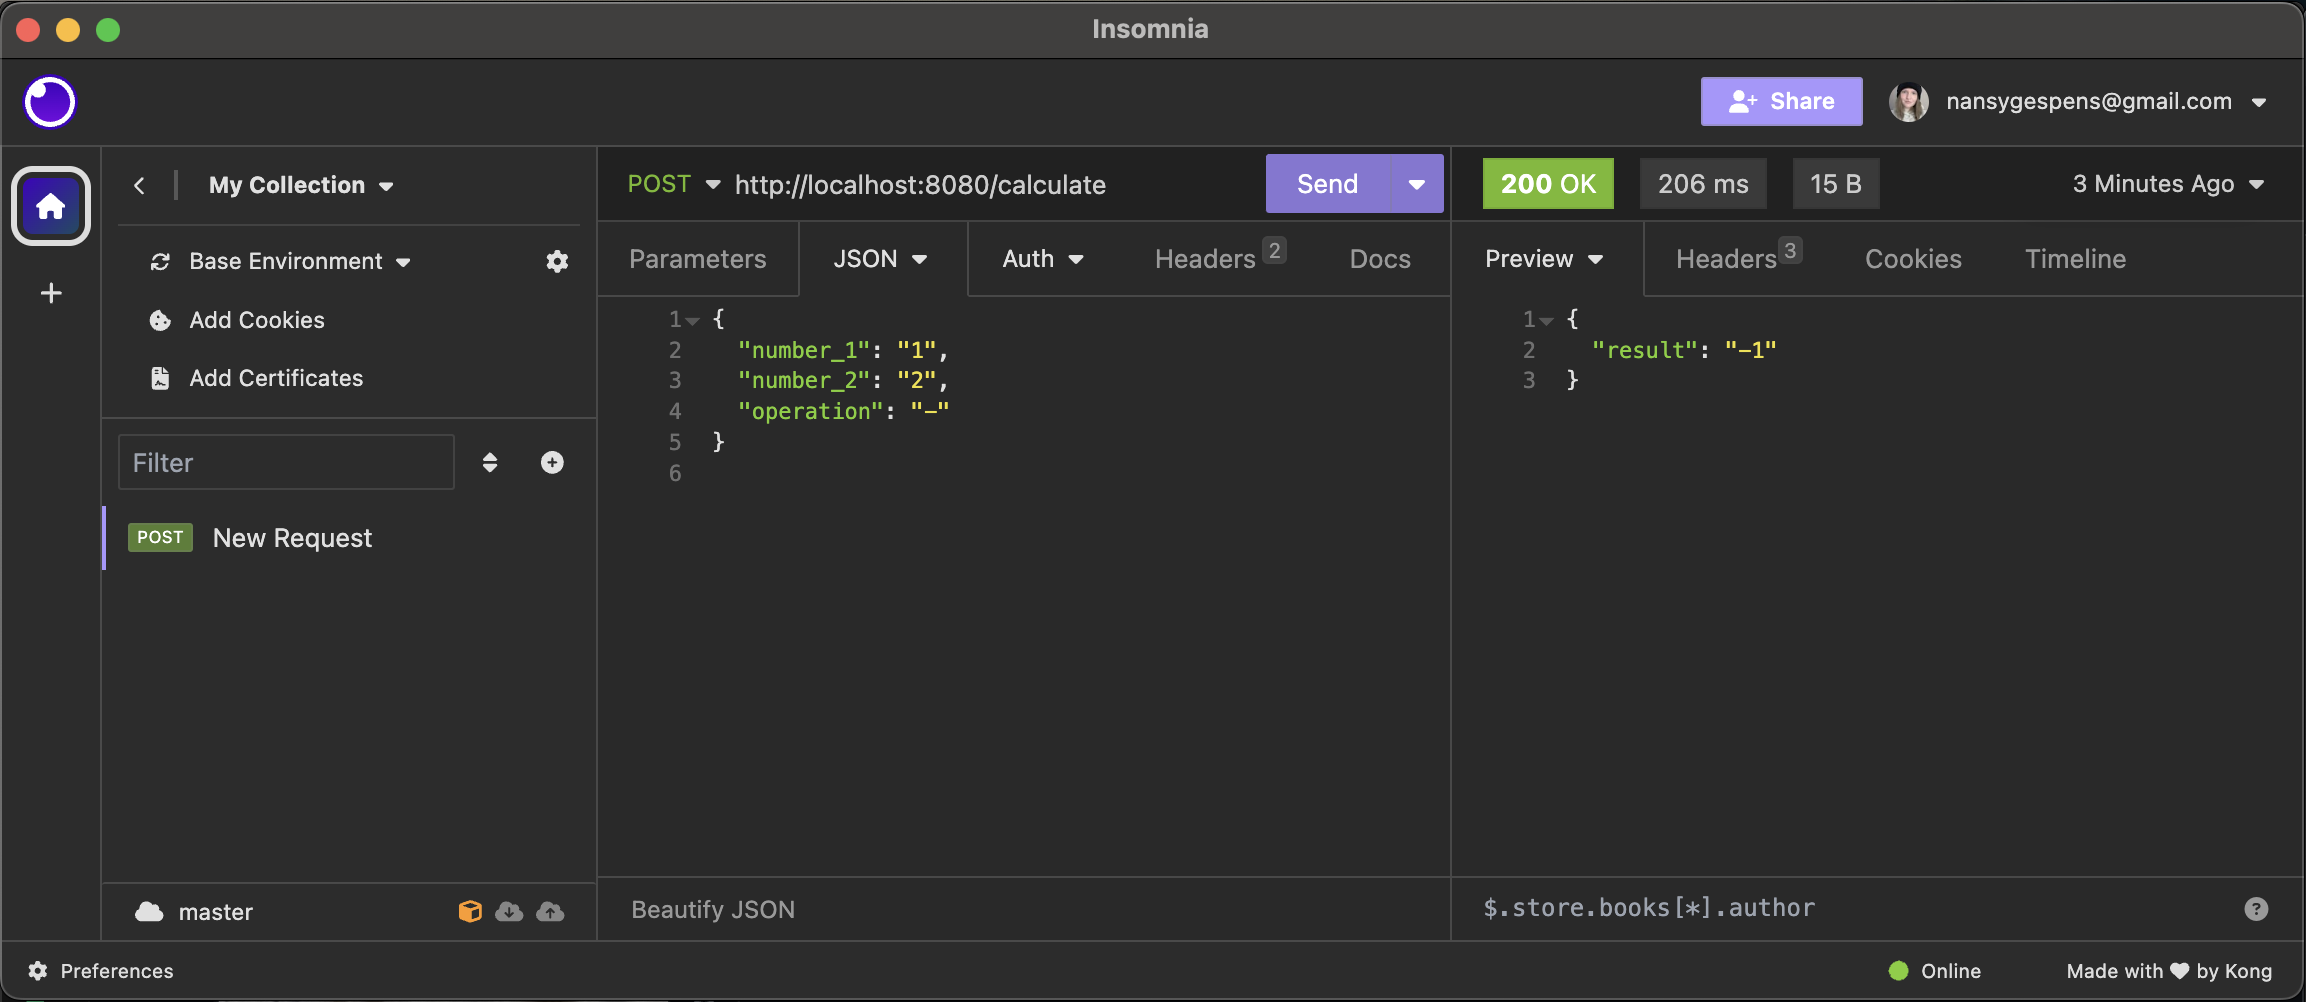 Insomnia
Share
nansygespens@gmail.com
My Collection
POST http://localhost:8080/calculate
Send
200 OK
206 ms
15 B
3 Minutes Ago
Base Environment
Add Cookies
Add Certificates
Parameters
JSON
Auth
Headers 2
Docs
Preview
Headers 3
Cookies
Timeline
Filter
POST New Request
1 {
2 "number_1": "1",
3 "number_2": "2",
4 "operation": "-"
5 }
6
1 {
2 "result": "-1"
3 }
master
Beautify JSON
$.store.books[*].author
?
Preferences
Online
Made with ♥ by Kong